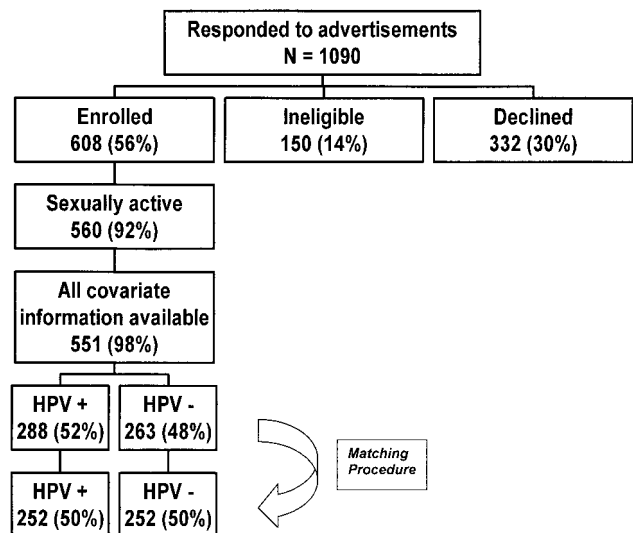 Responded to advertisements
N = 1090
Enrolled
608 (56%)
Ineligible
150 (14%)
Declined
332 (30%)
Sexually active
560 (92%)
All covariate
information available
551 (98%)
HPV +
288 (52%)
HPV -
263 (48%)
Matching
Procedure
HPV +
252 (50%)
HPV -
252 (50%)